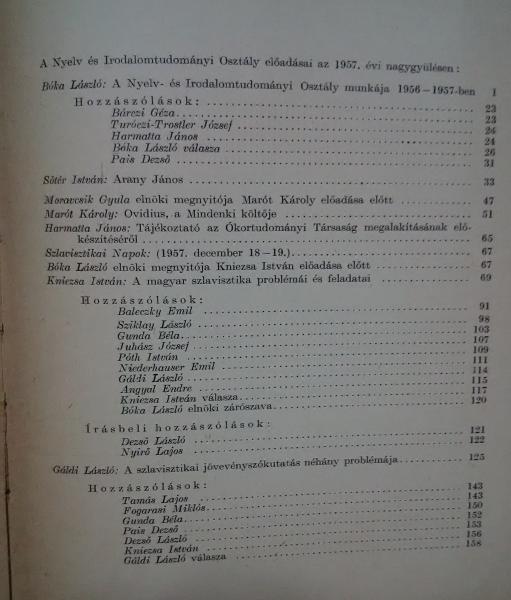 A Nyelv és Irodalomtudományi Osztály előadásai az 1957. évi nagygyülésen:
Bóka László: A Nyelv- és Irodalomtudományi Osztály munkája 1956–1957-ben 1
Hozzászólások: 23
Bárczi Géza 23
Turóczi-Trostler József 24
Harmatta János 24
Bóka László válasza 26
Pais Dezső 31
Sőtér István: Arany János 33
Moravcsik Gyula elnöki megnyitója Marót Károly előadása előtt 47
Marót Károly: Ovidius, a Mindenki költője 51
Harmatta János: Tájékoztató az Ókortudományi Társaság megalakításának elő-
készítéséről 65
Szlavisztikai Napok: (1957. december 18–19.) 67
Bóka László elnöki megnyitója Kniezsa István előadása előtt 67
Kniezsa István: A magyar szlavisztika problémái és feladatai 69
Hozzászólások:
Baleczky Emil 91
Sziklay László 98
Gunda Béla 103
Juhász József 107
Póth István 109
Niederhauser Emil 111
Gáldi László 114
Angyal Endre 115
Kniezsa István válasza 117
Bóka László elnöki zárószava 120
Írásbeli hozzászólások:
Dezső László 121
Nyirő Lajos 122
Gáldi László: A szlavisztikai jövevényszókutatás néhány problémája 125
Hozzászólások: 143
Tamás Lajos 143
Fogarasi Miklós 150
Gunda Béla 152
Pais Dezső 153
Dezső László 156
Kniezsa István 158
Gáldi László válasza